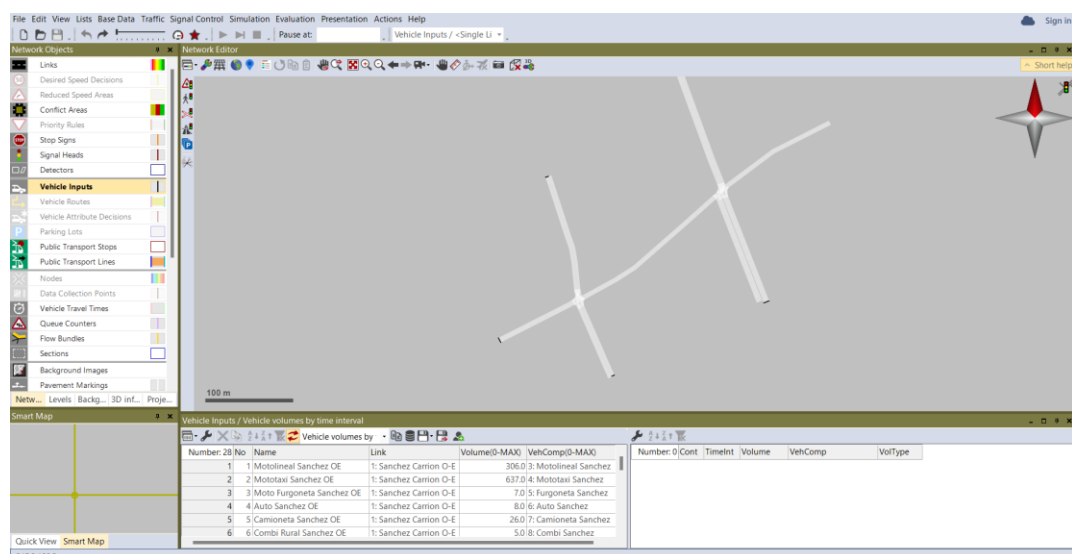 File Edit View Lists Base Data Traffic Signal Control Simulation Evaluation Presentation Actions Help
Sign in
Pause at:
Vehicle Inputs / <Single Li
Network Objects
Network Editor
Short help
Links
Desired Speed Decisions
Reduced Speed Areas
Conflict Areas
Priority Rules
Stop Signs
Signal Heads
Detectors
Vehicle Inputs
Vehicle Routes
Vehicle Attribute Decisions
Parking Lots
Public Transport Stops
Public Transport Lines
Nodes
Data Collection Points
Vehicle Travel Times
Queue Counters
Flow Bundles
Sections
Background Images
Pavement Markings
Netw... Levels Backg... 3D inf... Proje...
100 m
Smart Map
Quick View Smart Map
Vehicle Inputs / Vehicle volumes by time interval
Vehicle volumes by
Number: 28 No Name Link Volume(0-MAX) VehComp(0-MAX)
1 1 Motolineal Sanchez OE 1: Sanchez Carrion O-E 306.0 3: Motolineal Sanchez
2 2 Mototaxi Sanchez OE 1: Sanchez Carrion O-E 637.0 4: Mototaxi Sanchez
3 3 Moto Furgoneta Sanchez OE 1: Sanchez Carrion O-E 7.0 5: Furgoneta Sanchez
4 4 Auto Sanchez OE 1: Sanchez Carrion O-E 8.0 6: Auto Sanchez
5 5 Camioneta Sanchez OE 1: Sanchez Carrion O-E 26.0 7: Camioneta Sanchez
6 6 Combi Rural Sanchez OE 1: Sanchez Carrion O-E 5.0 8: Combi Sanchez
Number: 0 Cont TimeInt Volume VehComp VolType